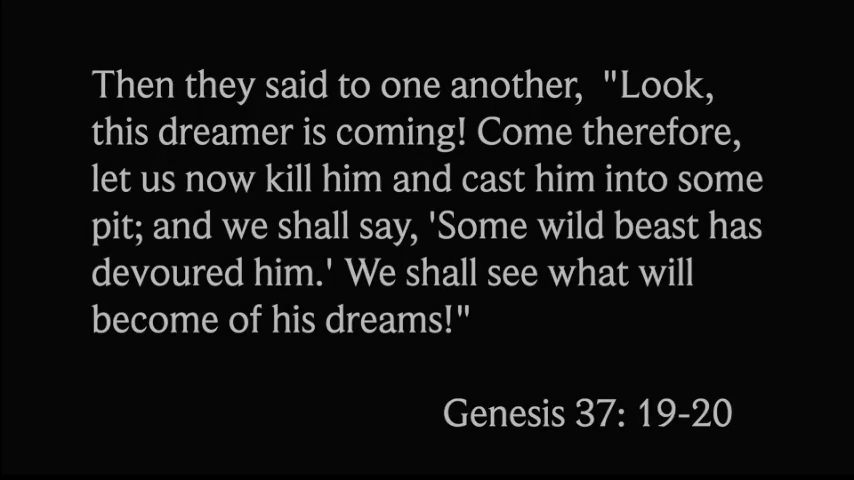 Then they said to one another,  "Look,
this dreamer is coming! Come therefore,
let us now kill him and cast him into some
pit; and we shall say, 'Some wild beast has
devoured him.' We shall see what will
become of his dreams!"
Genesis 37: 19-20